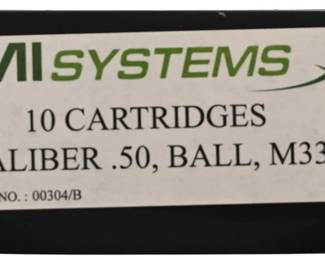 MI SYSTEMS
10 CARTRIDGES
ALIBER .50, BALL, M33
NO. : 00304/B